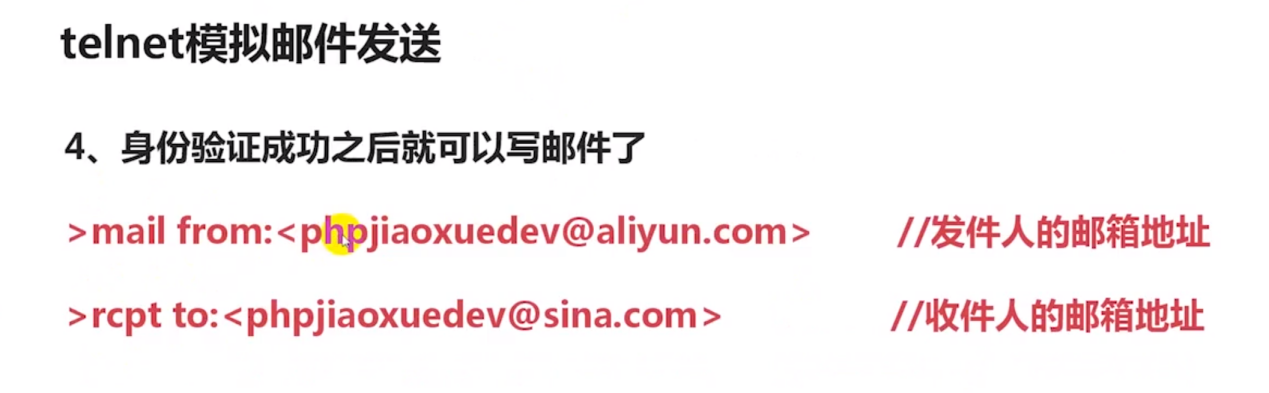 telnet模拟邮件发送
4、身份验证成功之后就可以写邮件了
>mail from:<phpjiaoxuedev@aliyun.com> //发件人的邮箱地址
>rcpt to:<phpjiaoxuedev@sina.com> //收件人的邮箱地址